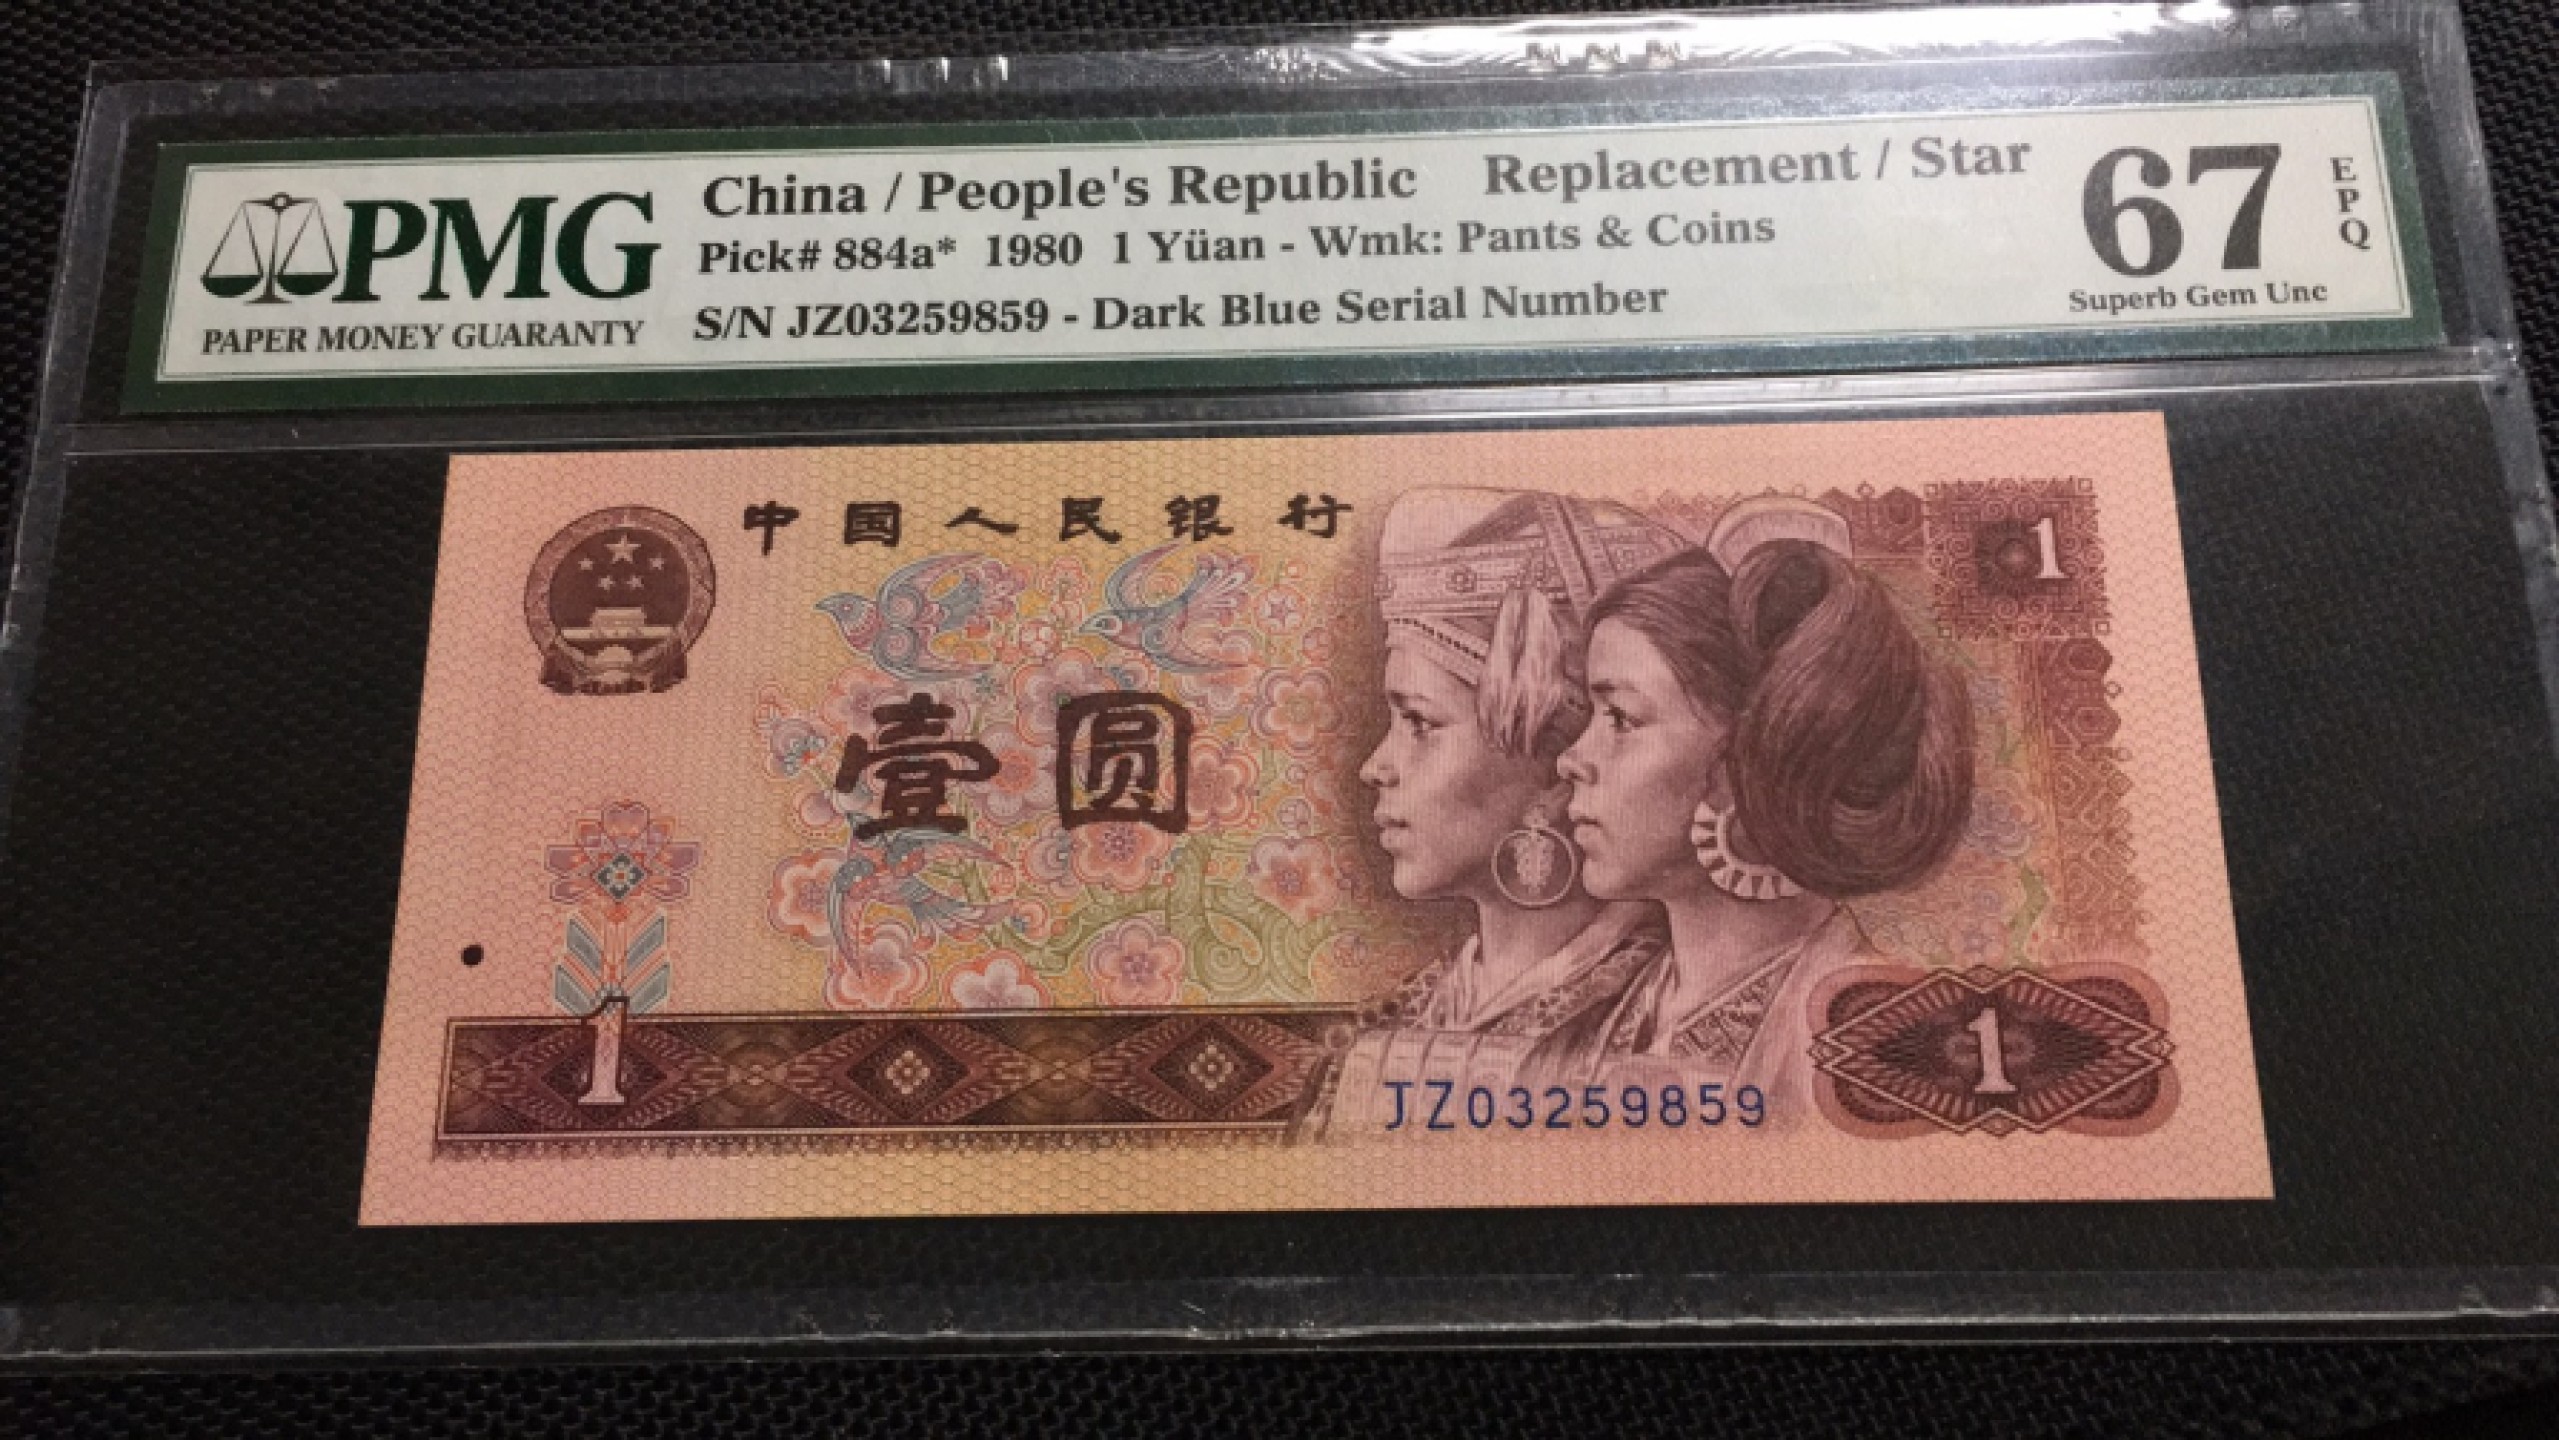 PMG
PAPER MONEY GUARANTY
China / People's Republic Replacement / Star
Pick# 884a* 1980 1 Yüan - Wmk: Pants & Coins
S/N JZ03259859 - Dark Blue Serial Number
67
EPQ
Superb Gem Unc
中国人民银行
1
壹圆
1
1
JZ03259859